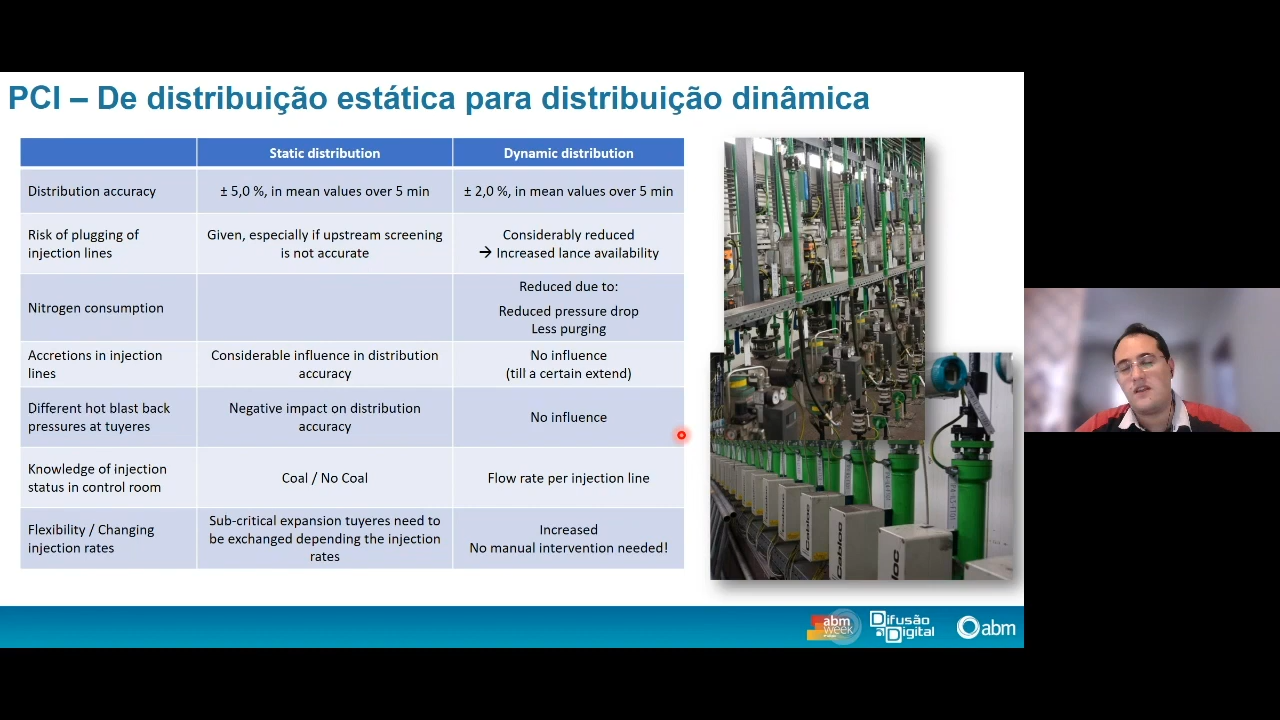 PCI – De distribuição estática para distribuição dinâmica
Static distribution
Dynamic distribution
Distribution accuracy
± 5,0 %, in mean values over 5 min
± 2,0 %, in mean values over 5 min
Risk of plugging of
injection lines
Given, especially if upstream screening
is not accurate
Considerably reduced
→ Increased lance availability
Nitrogen consumption
Reduced due to:
Reduced pressure drop
Less purging
Accretions in injection
lines
Considerable influence in distribution
accuracy
No influence
(till a certain extend)
Different hot blast back
pressures at tuyeres
Negative impact on distribution
accuracy
No influence
Knowledge of injection
status in control room
Coal / No Coal
Flow rate per injection line
Flexibility / Changing
injection rates
Sub-critical expansion tuyeres need to
be exchanged depending the injection
rates
Increased
No manual intervention needed!
Cabloc
Cabloc
loc
abm
week
Difusão
Digital
abm